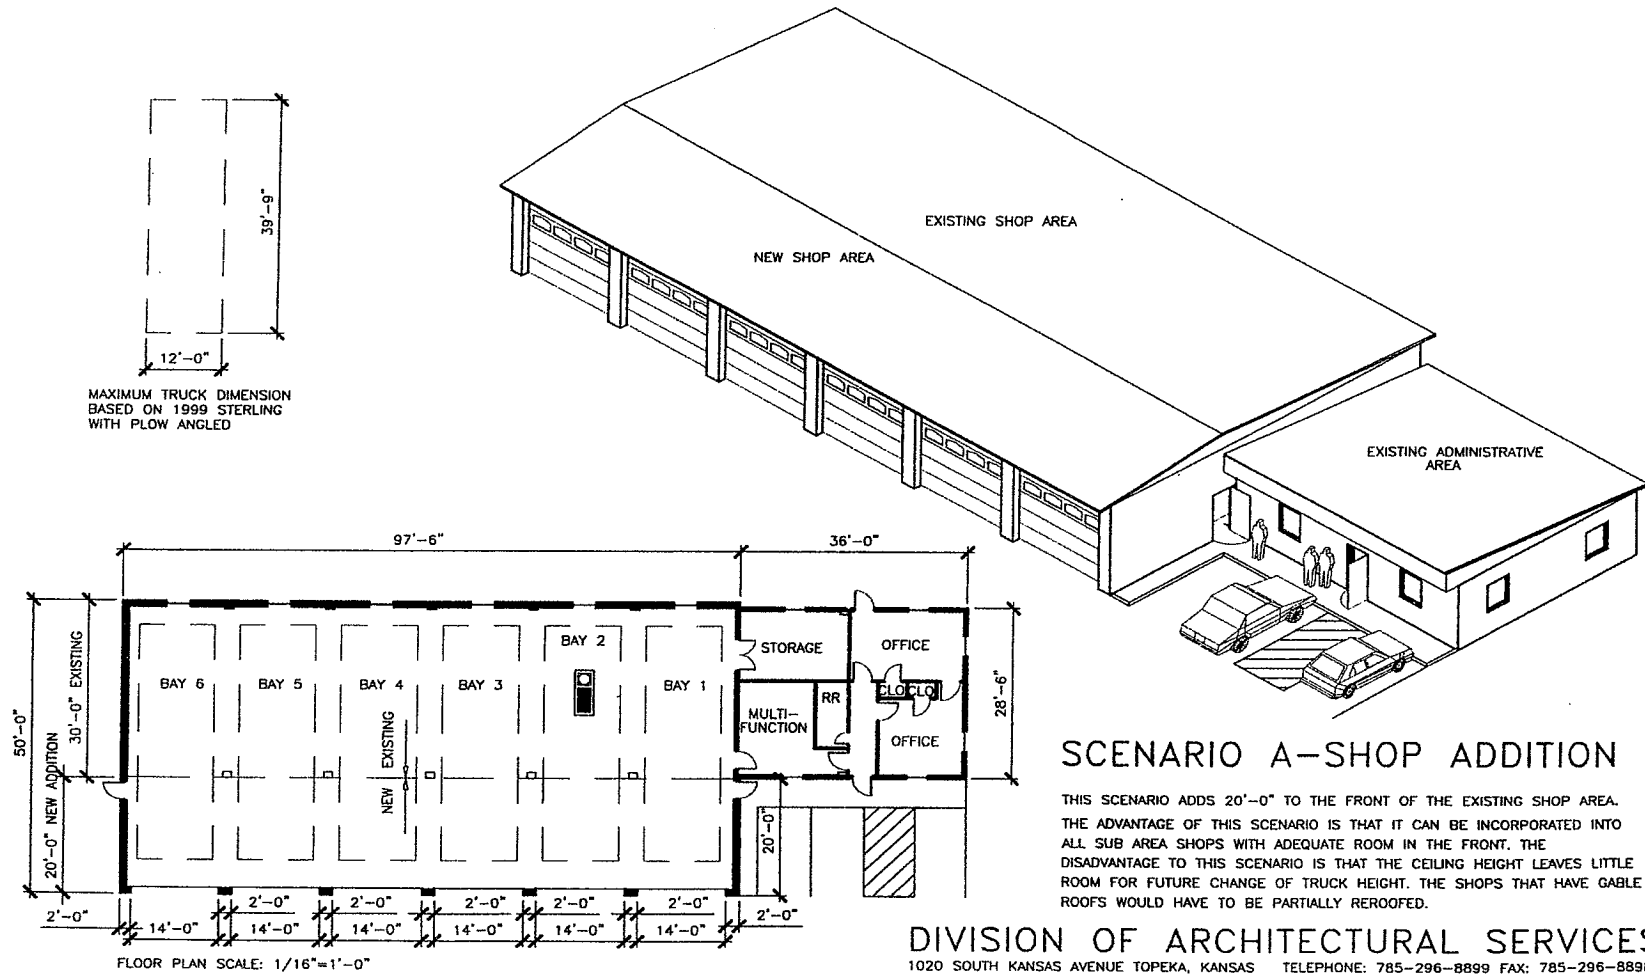 39'-9"
12'-0"
MAXIMUM TRUCK DIMENSION
BASED ON 1999 STERLING
WITH PLOW ANGLED
EXISTING SHOP AREA
NEW SHOP AREA
EXISTING ADMINISTRATIVE
AREA
97'-6"
36'-0"
50'-0"
30'-0" EXISTING
20'-0" NEW ADDITION
BAY 6
BAY 5
BAY 4
BAY 3
BAY 2
BAY 1
NEW
EXISTING
STORAGE
OFFICE
MULTI-
FUNCTION
RR
CLO
CLO
OFFICE
28'-6"
20'-0"
2'-0"
2'-0"
2'-0"
2'-0"
2'-0"
2'-0"
2'-0"
14'-0"
14'-0"
14'-0"
14'-0"
14'-0"
14'-0"
FLOOR PLAN SCALE: 1/16"=1'-0"
SCENARIO A-SHOP ADDITION
THIS SCENARIO ADDS 20'-0" TO THE FRONT OF THE EXISTING SHOP AREA.
THE ADVANTAGE OF THIS SCENARIO IS THAT IT CAN BE INCORPORATED INTO
ALL SUB AREA SHOPS WITH ADEQUATE ROOM IN THE FRONT. THE
DISADVANTAGE TO THIS SCENARIO IS THAT THE CEILING HEIGHT LEAVES LITTLE
ROOM FOR FUTURE CHANGE OF TRUCK HEIGHT. THE SHOPS THAT HAVE GABLE
ROOFS WOULD HAVE TO BE PARTIALLY REROOFED.
DIVISION OF ARCHITECTURAL SERVICES
1020 SOUTH KANSAS AVENUE TOPEKA, KANSAS TELEPHONE: 785-296-8899 FAX: